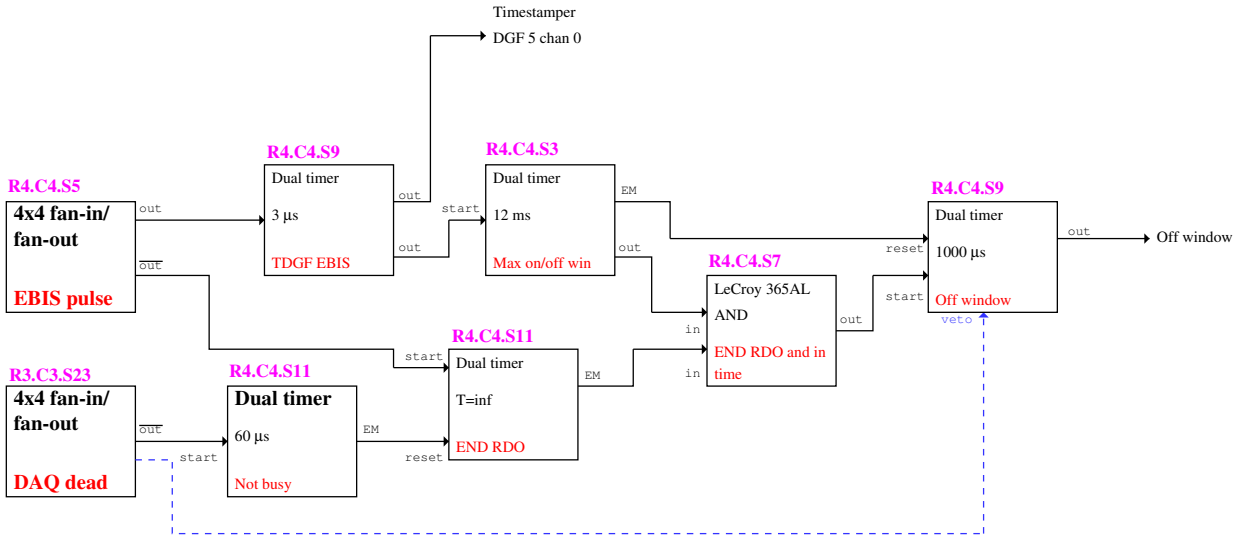 Timestamper
DGF 5 chan 0
R4.C4.S5
4x4 fan-in/
fan-out
EBIS pulse
out
out
R4.C4.S9
Dual timer
3 µs
TDGF EBIS
out
out
start
R4.C4.S3
Dual timer
12 ms
Max on/off win
EM
out
R3.C3.S23
4x4 fan-in/
fan-out
DAQ dead
out
start
R4.C4.S11
Dual timer
60 µs
Not busy
EM
start
reset
R4.C4.S11
Dual timer
T=inf
END RDO
EM
in
in
R4.C4.S7
LeCroy 365AL
AND
END RDO and in
time
out
reset
start
R4.C4.S9
Dual timer
1000 µs
Off window
veto
out
Off window